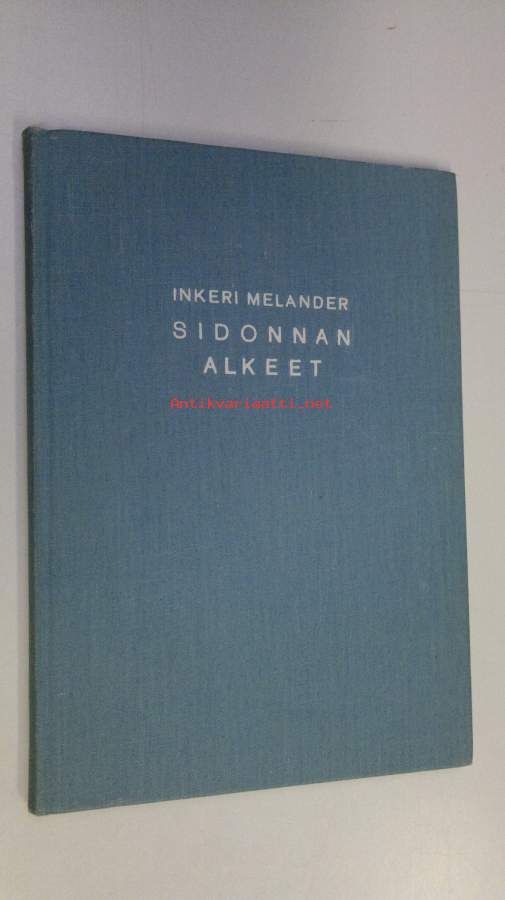 INKERI MELANDER
SIDONNAN
ALKEET
Antikvariaatti.net